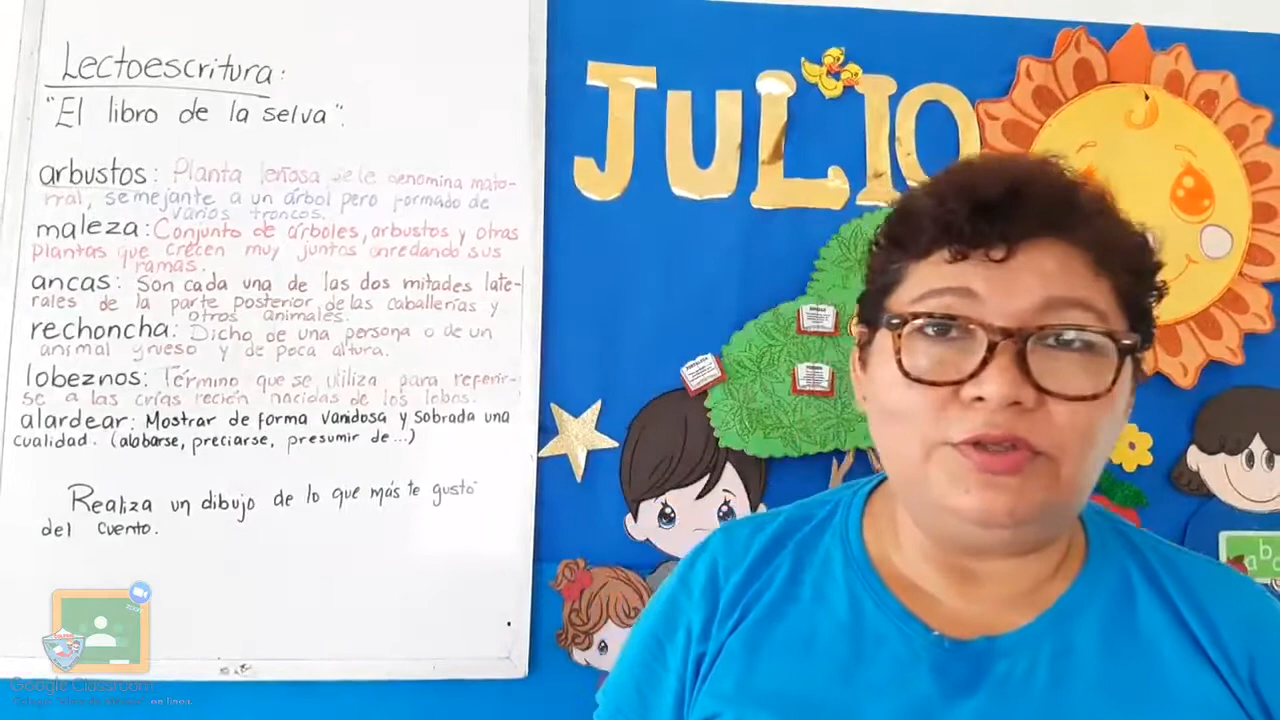 Lectoescritura:
"El libro de la selva".
arbustos: Planta leñosa se le denomina mato-
rral, semejante a un árbol pero formado de
varios troncos.
maleza: Conjunto de árboles, arbustos y otras
plantas que crecen muy juntos enredando sus
ramas.
ancas: Son cada una de las dos mitades late-
rales de la parte posterior de las caballerías y
otros animales.
rechoncha: Dicho de una persona o de un
animal grueso y de poca altura.
lobeznos: Término que se utiliza para referir-
se a las crías recién nacidas de los lobos.
alardear: Mostrar de forma vanidosa y sobrada una
cualidad. (alabarse, preciarse, presumir de...)
Realiza un dibujo de lo que más te gustó
del cuento.
JULIO
zoom
Google Classroom
en línea.